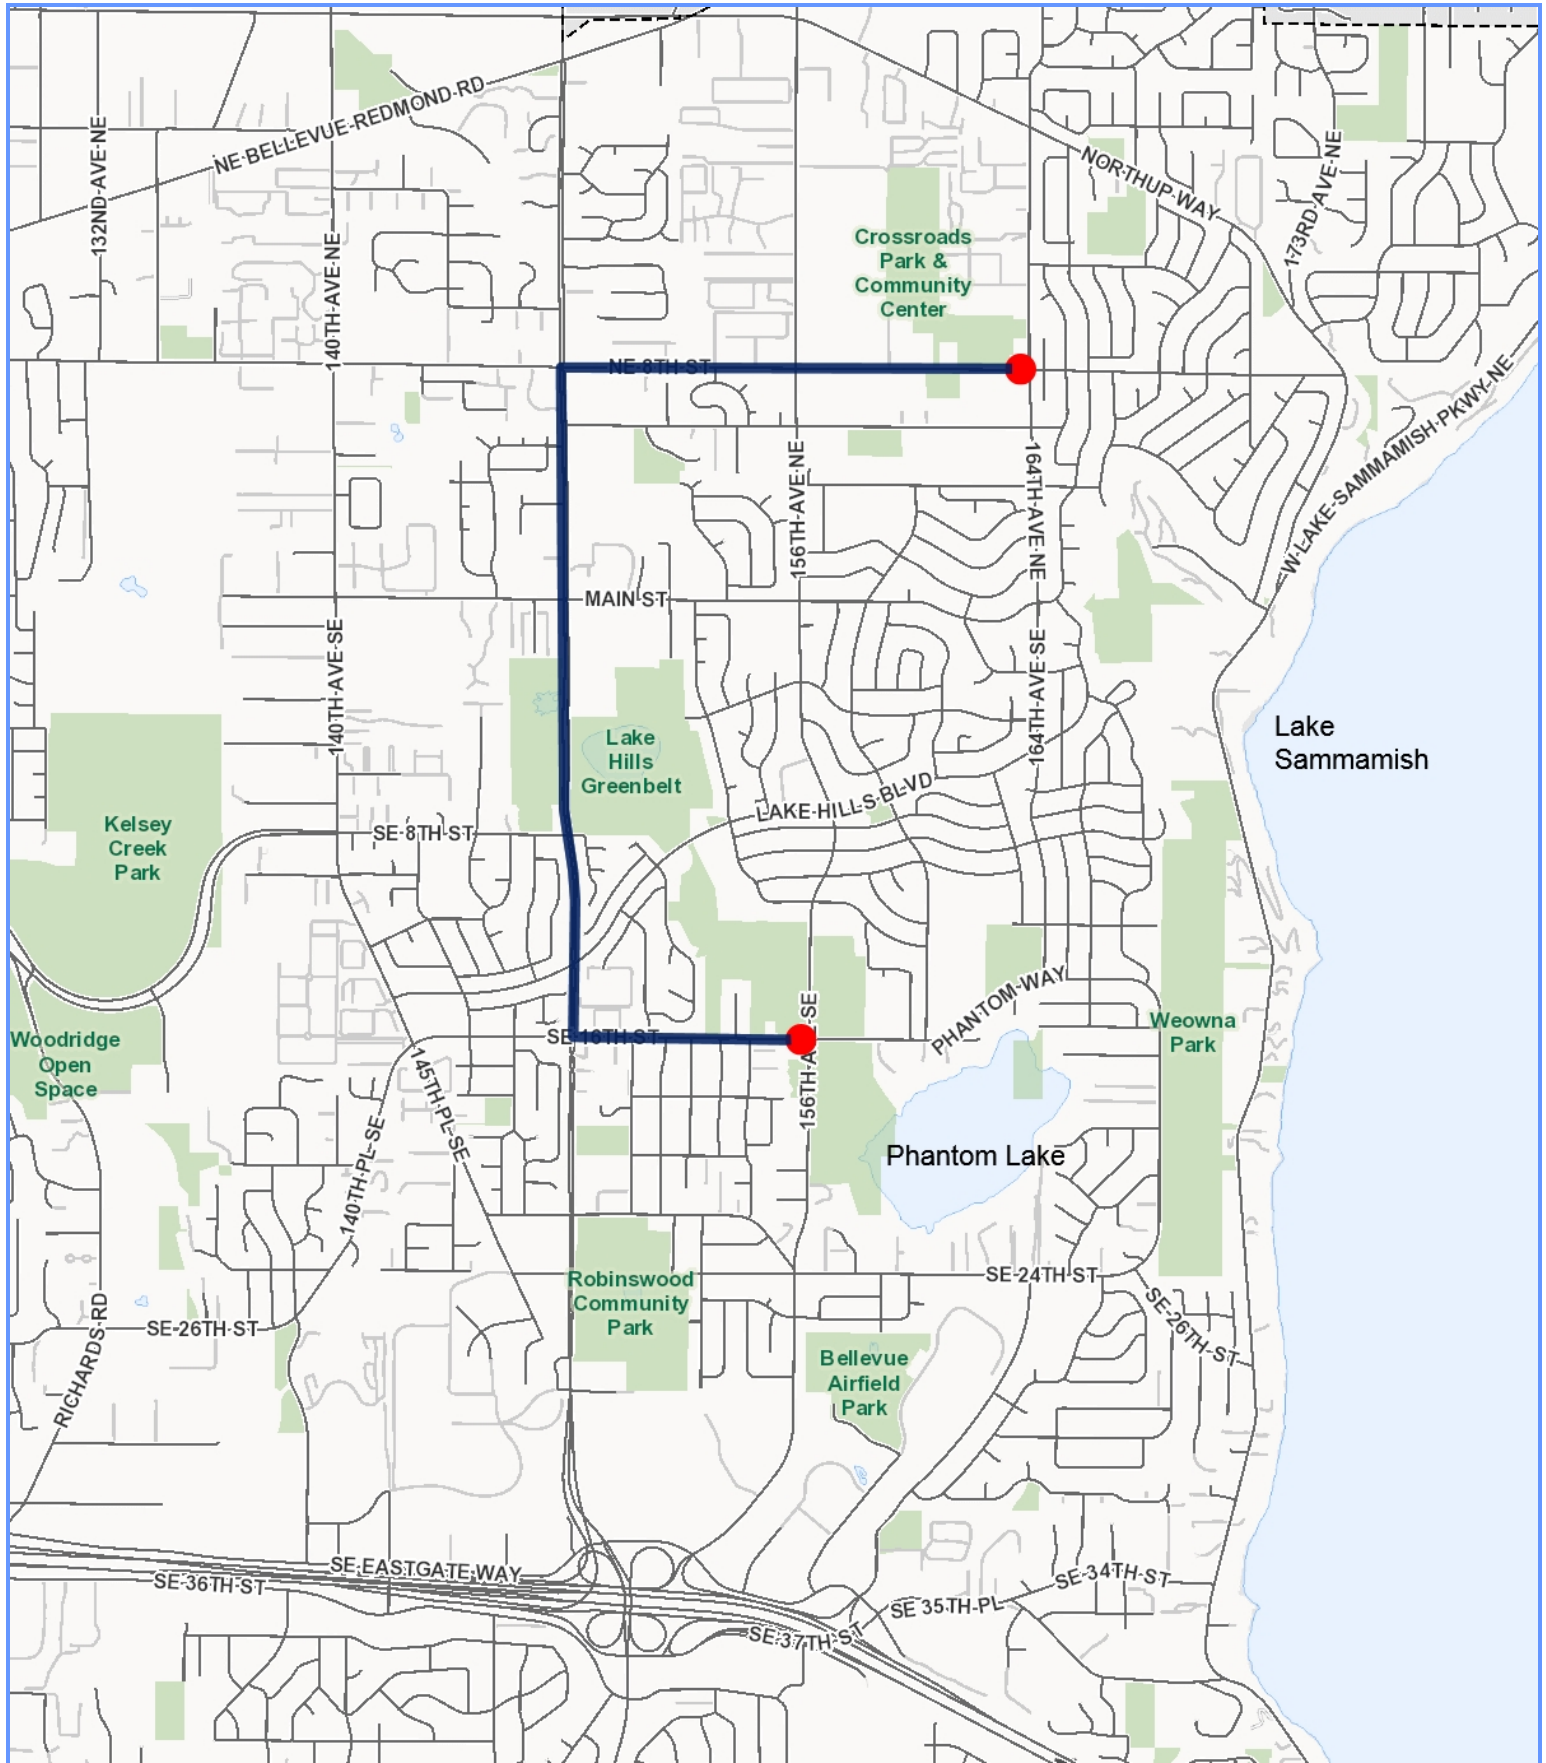 NE-BELLEVUE-REDMOND-RD
132ND-AVE-NE
140TH-AVE-NE
NORTHUP-WAY
173RD-AVE-NE
Crossroads
Park &
Community
Center
NE-8TH-ST
W-LAKE-SAMMAMISH-PKWY-NE
156TH-AVE-NE
164TH-AVE-NE
MAIN-ST
140TH-AVE-SE
164TH-AVE-SE
Lake
Sammamish
Lake
Hills
Greenbelt
LAKE-HILLS-BLVD
Kelsey
Creek
Park
SE-8TH-ST
PHANTOM-WAY
Weowna
Park
Woodridge
Open
Space
SE-16TH-ST
156TH-A -SE
145TH-PL-SE
140TH-PL-SE
Phantom Lake
SE-24TH-ST
Robinswood
Community
Park
SE-26TH-ST
SE-26TH-ST
RICHARDS-RD
Bellevue
Airfield
Park
SE-EASTGATE-WAY
SE-36TH-ST
SE-34TH-ST
SE 35TH-PL
SE-37TH-ST